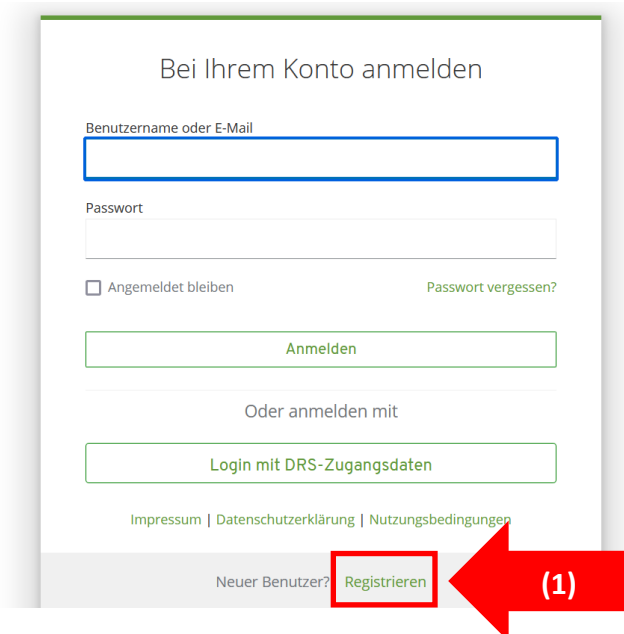 Bei Ihrem Konto anmelden
Benutzername oder E-Mail
Passwort
Angemeldet bleiben Passwort vergessen?
Anmelden
Oder anmelden mit
Login mit DRS-Zugangsdaten
Impressum | Datenschutzerklärung | Nutzungsbedingungen
Neuer Benutzer? Registrieren (1)